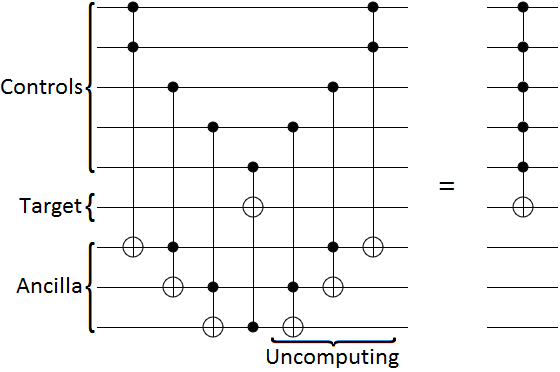 Controls
=
Target
Ancilla
Uncomputing